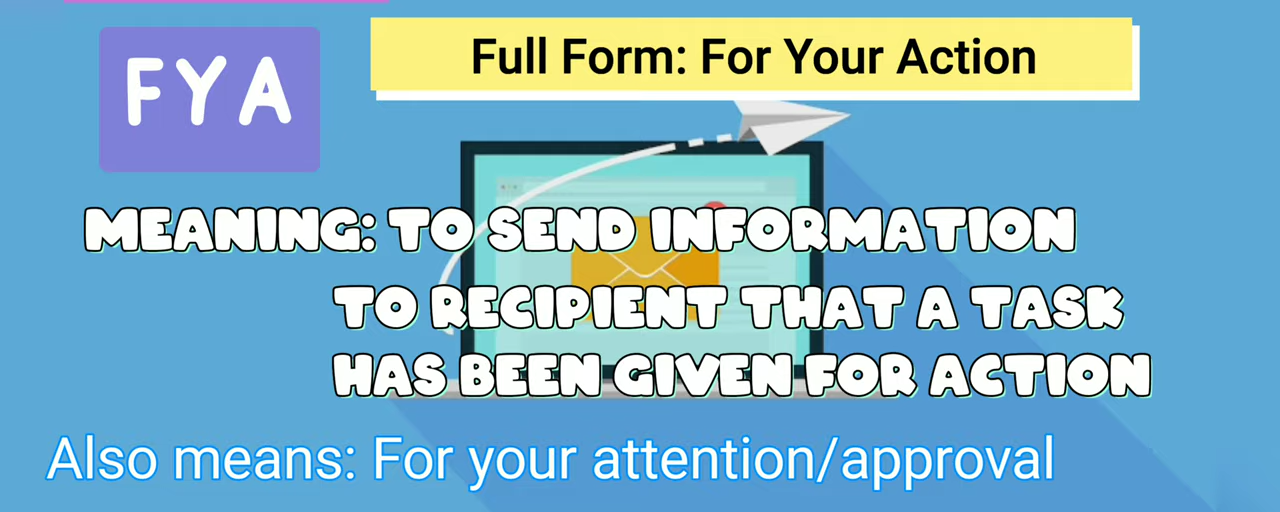 FYA
Full Form: For Your Action
MEANING: TO SEND INFORMATION
TO RECIPIENT THAT A TASK
HAS BEEN GIVEN FOR ACTION
Also means: For your attention/approval